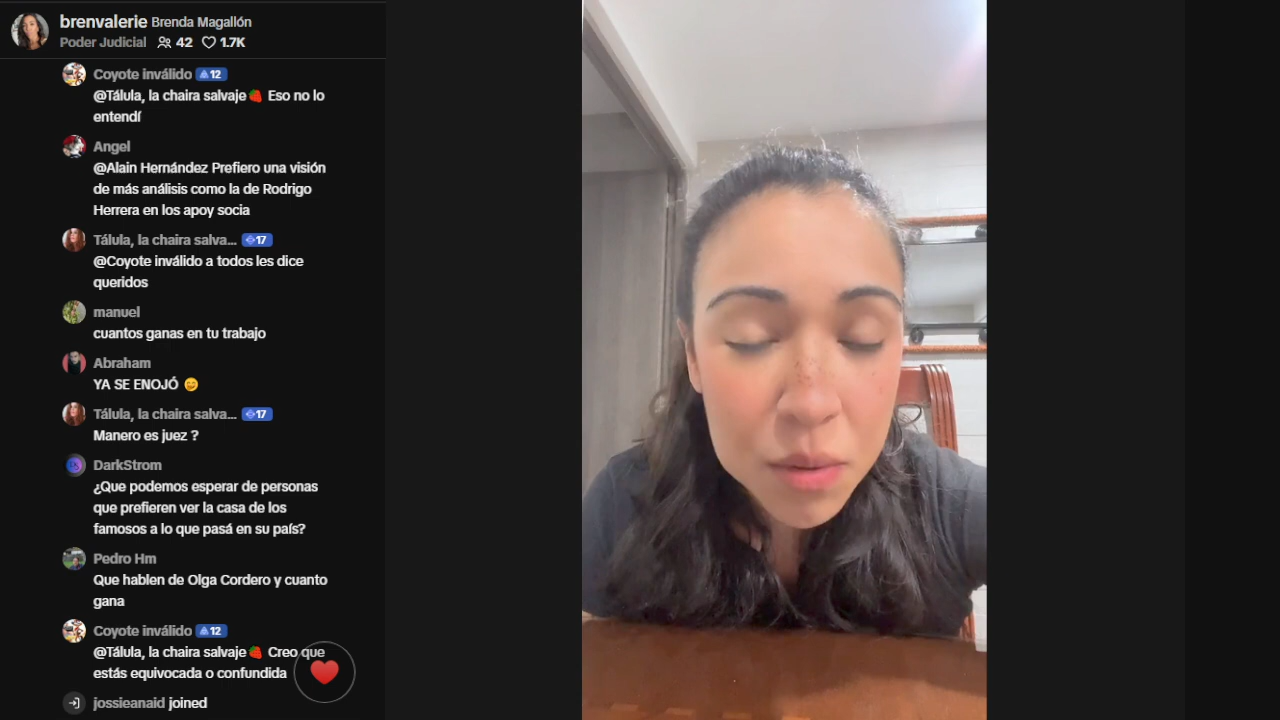 brenvalerie Brenda Magallón
Poder Judicial 42 1.7K
Coyote inválido 12
@Tálula, la chaira salvaje🍓 Eso no lo
entendí
Angel
@Alain Hernández Prefiero una visión
de más análisis como la de Rodrigo
Herrera en los apoy socia
Tálula, la chaira salva... 17
@Coyote inválido a todos les dice
queridos
manuel
cuantos ganas en tu trabajo
Abraham
YA SE ENOJÓ 😊
Tálula, la chaira salva... 17
Manero es juez ?
DarkStrom
¿Que podemos esperar de personas
que prefieren ver la casa de los
famosos a lo que pasá en su país?
Pedro Hm
Que hablen de Olga Cordero y cuanto
gana
Coyote inválido 12
@Tálula, la chaira salvaje🍓 Creo que
estás equivocada o confundida
jossieanaid joined